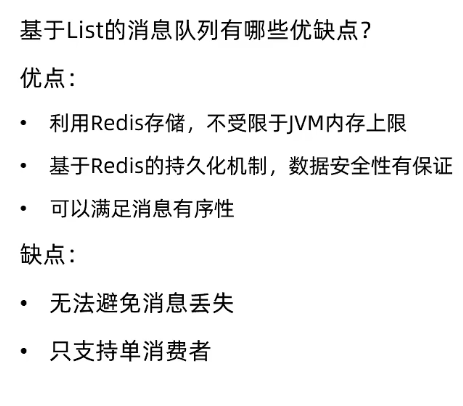 基于List的消息队列有哪些优缺点？
优点：
• 利用Redis存储，不受限于JVM内存上限
• 基于Redis的持久化机制，数据安全性有保证
• 可以满足消息有序性
缺点：
• 无法避免消息丢失
• 只支持单消费者